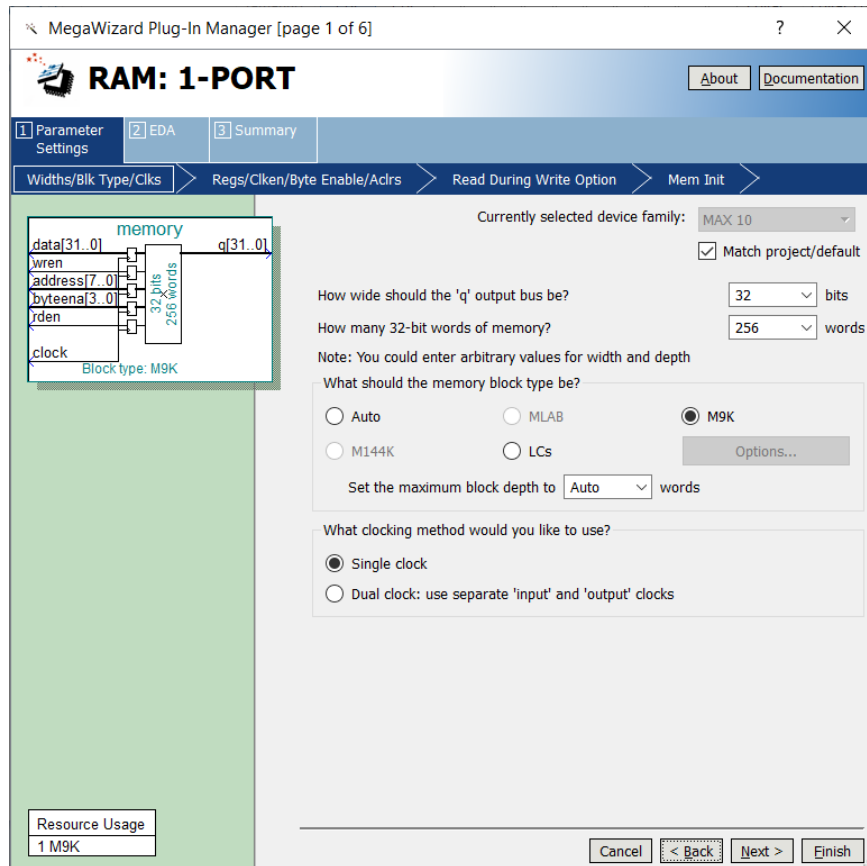 MegaWizard Plug-In Manager [page 1 of 6]
?
RAM: 1-PORT
About
Documentation
1 Parameter Settings
2 EDA
3 Summary
Widths/Blk Type/Clks
Regs/Clken/Byte Enable/Aclrs
Read During Write Option
Mem Init
memory
data[31..0]
q[31..0]
wren
address[7..0]
byteena[3..0]
rden
clock
32 bits
256 words
Block type: M9K
Currently selected device family:
MAX 10
Match project/default
How wide should the 'q' output bus be?
32
bits
How many 32-bit words of memory?
256
words
Note: You could enter arbitrary values for width and depth
What should the memory block type be?
Auto
MLAB
M9K
M144K
LCs
Options...
Set the maximum block depth to
Auto
words
What clocking method would you like to use?
Single clock
Dual clock: use separate 'input' and 'output' clocks
Resource Usage
1 M9K
Cancel
< Back
Next >
Finish